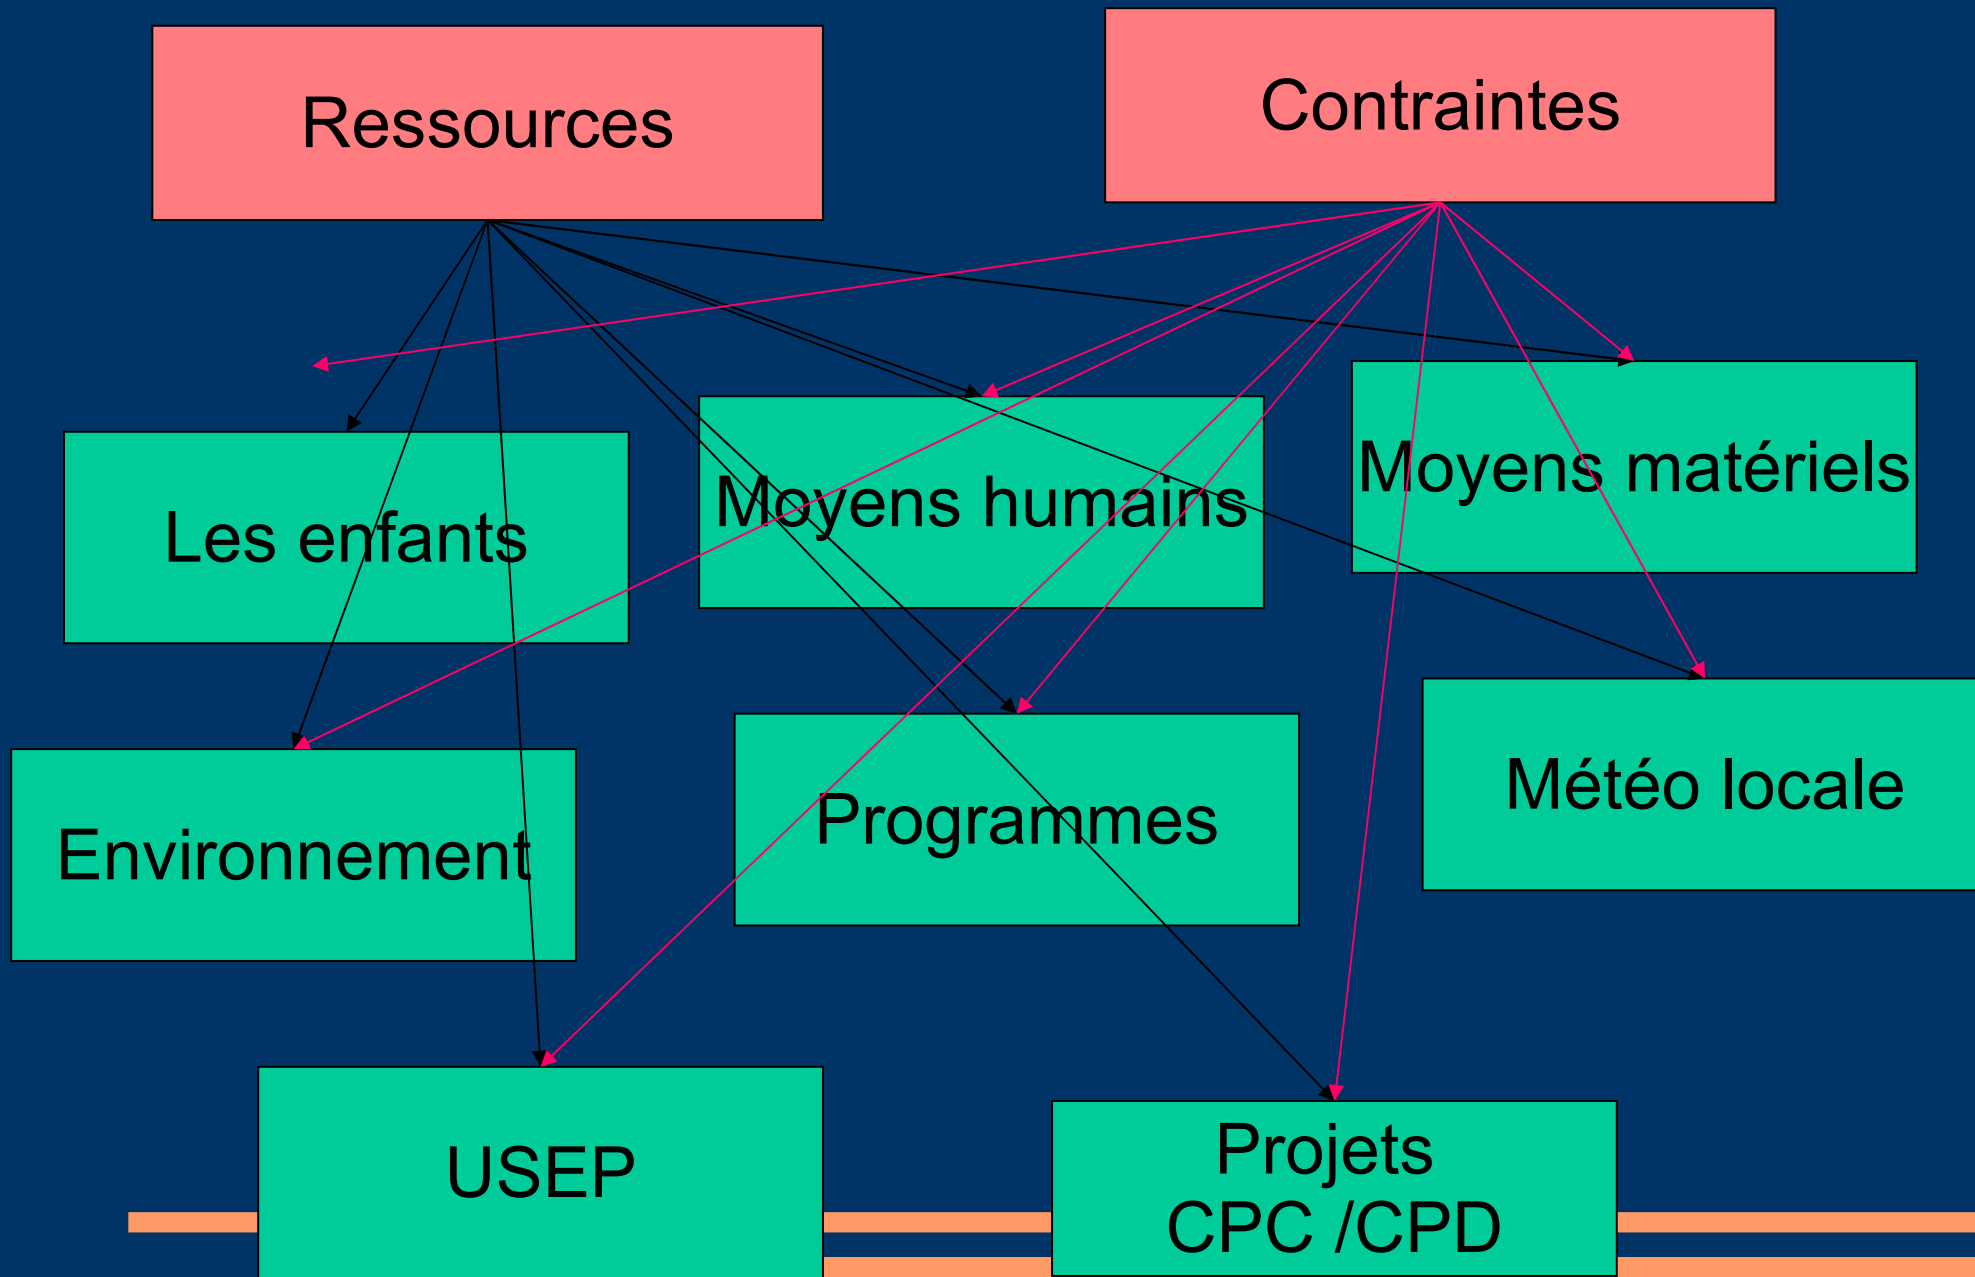 Ressources
Contraintes
Les enfants
Moyens humains
Moyens matériels
Environnement
Programmes
Météo locale
USEP
Projets
CPC /CPD